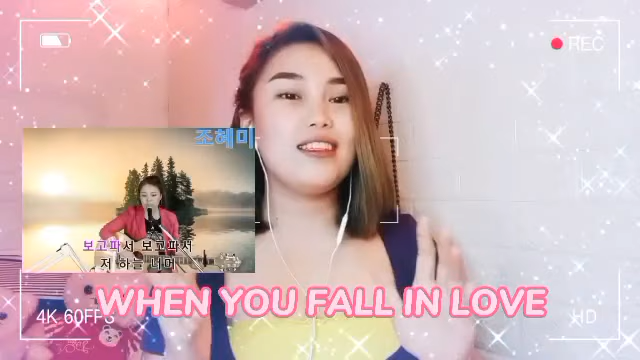 REC
조혜미
보고파서 보고파서
저 하늘 너머
WHEN YOU FALL IN LOVE
4K 60FPS
HD